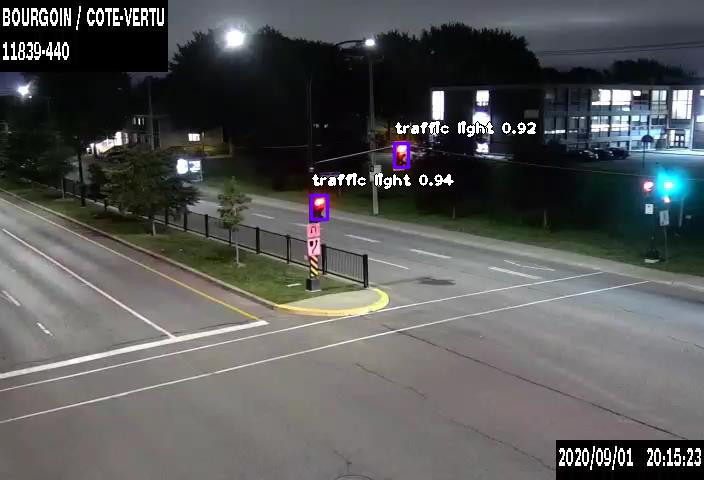 BOURGOIN / COTE-VERTU
11839-440
traffic light 0.92
traffic light 0.94
2020/09/01 20:15:23